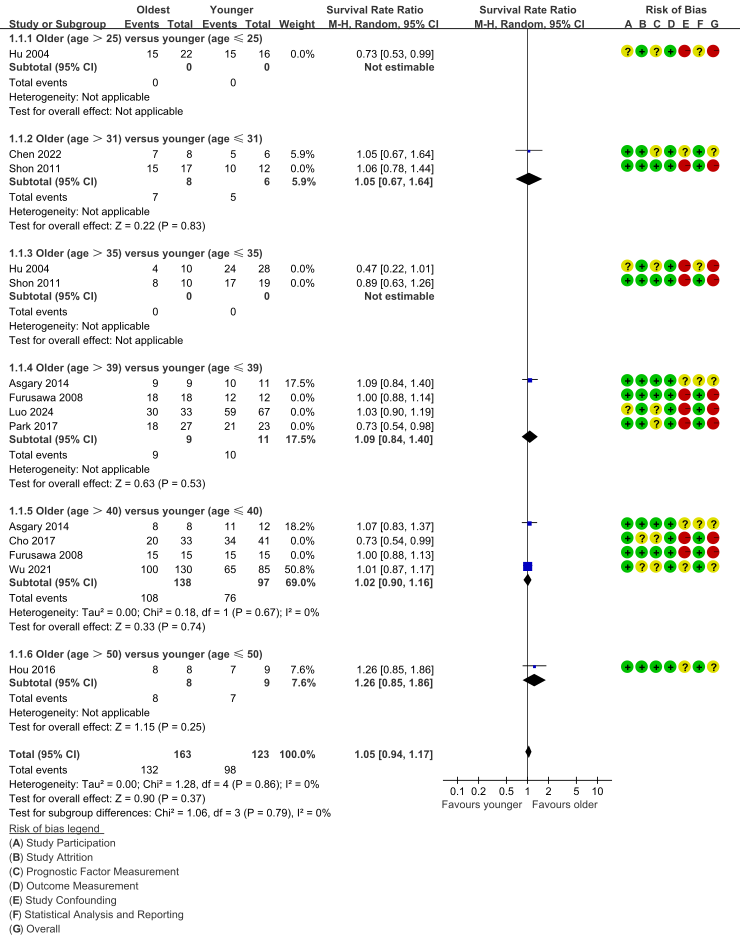 Oldest Younger Survival Rate Ratio Survival Rate Ratio Risk of Bias
Study or Subgroup Events Total Events Total Weight M-H, Random, 95% CI M-H, Random, 95% CI A B C D E F G
1.1.1 Older (age > 25) versus younger (age ≤ 25)
Hu 2004 15 22 15 16 0.0% 0.73 [0.53, 0.99] ? + + + ?
Subtotal (95% CI) 0 0 Not estimable
Total events 0 0
Heterogeneity: Not applicable
Test for overall effect: Not applicable
1.1.2 Older (age > 31) versus younger (age ≤ 31)
Chen 2022 7 8 5 6 5.9% 1.05 [0.67, 1.64] + + ? + ? + ?
Shon 2011 15 17 10 12 0.0% 1.06 [0.78, 1.44] + + + + +
Subtotal (95% CI) 8 6 5.9% 1.05 [0.67, 1.64]
Total events 7 5
Heterogeneity: Not applicable
Test for overall effect: Z = 0.22 (P = 0.83)
1.1.3 Older (age > 35) versus younger (age ≤ 35)
Hu 2004 4 10 24 28 0.0% 0.47 [0.22, 1.01] ? + ? + ?
Shon 2011 8 10 17 19 0.0% 0.89 [0.63, 1.26] + + + + +
Subtotal (95% CI) 0 0 Not estimable
Total events 0 0
Heterogeneity: Not applicable
Test for overall effect: Not applicable
1.1.4 Older (age > 39) versus younger (age ≤ 39)
Asgary 2014 9 9 10 11 17.5% 1.09 [0.84, 1.40] + + + + ? ? ?
Furusawa 2008 18 18 12 12 0.0% 1.00 [0.88, 1.14] + + + + +
Luo 2024 30 33 59 67 0.0% 1.03 [0.90, 1.19] ? + ? + +
Park 2017 18 27 21 23 0.0% 0.73 [0.54, 0.98] + + ? + +
Subtotal (95% CI) 9 11 17.5% 1.09 [0.84, 1.40]
Total events 9 10
Heterogeneity: Not applicable
Test for overall effect: Z = 0.63 (P = 0.53)
1.1.5 Older (age > 40) versus younger (age ≤ 40)
Asgary 2014 8 8 11 12 18.2% 1.07 [0.83, 1.37] + + + + ? ? ?
Cho 2017 20 33 34 41 0.0% 0.73 [0.54, 0.99] + ? ? + +
Furusawa 2008 15 15 15 15 0.0% 1.00 [0.88, 1.13] + + + + +
Wu 2021 100 130 65 85 50.8% 1.01 [0.87, 1.17] + ? ? + ? + ?
Subtotal (95% CI) 138 97 69.0% 1.02 [0.90, 1.16]
Total events 108 76
Heterogeneity: Tau² = 0.00; Chi² = 0.18, df = 1 (P = 0.67); I² = 0%
Test for overall effect: Z = 0.33 (P = 0.74)
1.1.6 Older (age > 50) versus younger (age ≤ 50)
Hou 2016 8 8 7 9 7.6% 1.26 [0.85, 1.86] + + + + ? + ?
Subtotal (95% CI) 8 9 7.6% 1.26 [0.85, 1.86]
Total events 8 7
Heterogeneity: Not applicable
Test for overall effect: Z = 1.15 (P = 0.25)
Total (95% CI) 163 123 100.0% 1.05 [0.94, 1.17]
Total events 132 98
Heterogeneity: Tau² = 0.00; Chi² = 1.28, df = 4 (P = 0.86); I² = 0%
Test for overall effect: Z = 0.90 (P = 0.37)
Test for subgroup differences: Chi² = 1.06, df = 3 (P = 0.79), I² = 0%
0.1 0.2 0.5 1 2 5 10
Favours younger Favours older
Risk of bias legend
(A) Study Participation
(B) Study Attrition
(C) Prognostic Factor Measurement
(D) Outcome Measurement
(E) Study Confounding
(F) Statistical Analysis and Reporting
(G) Overall